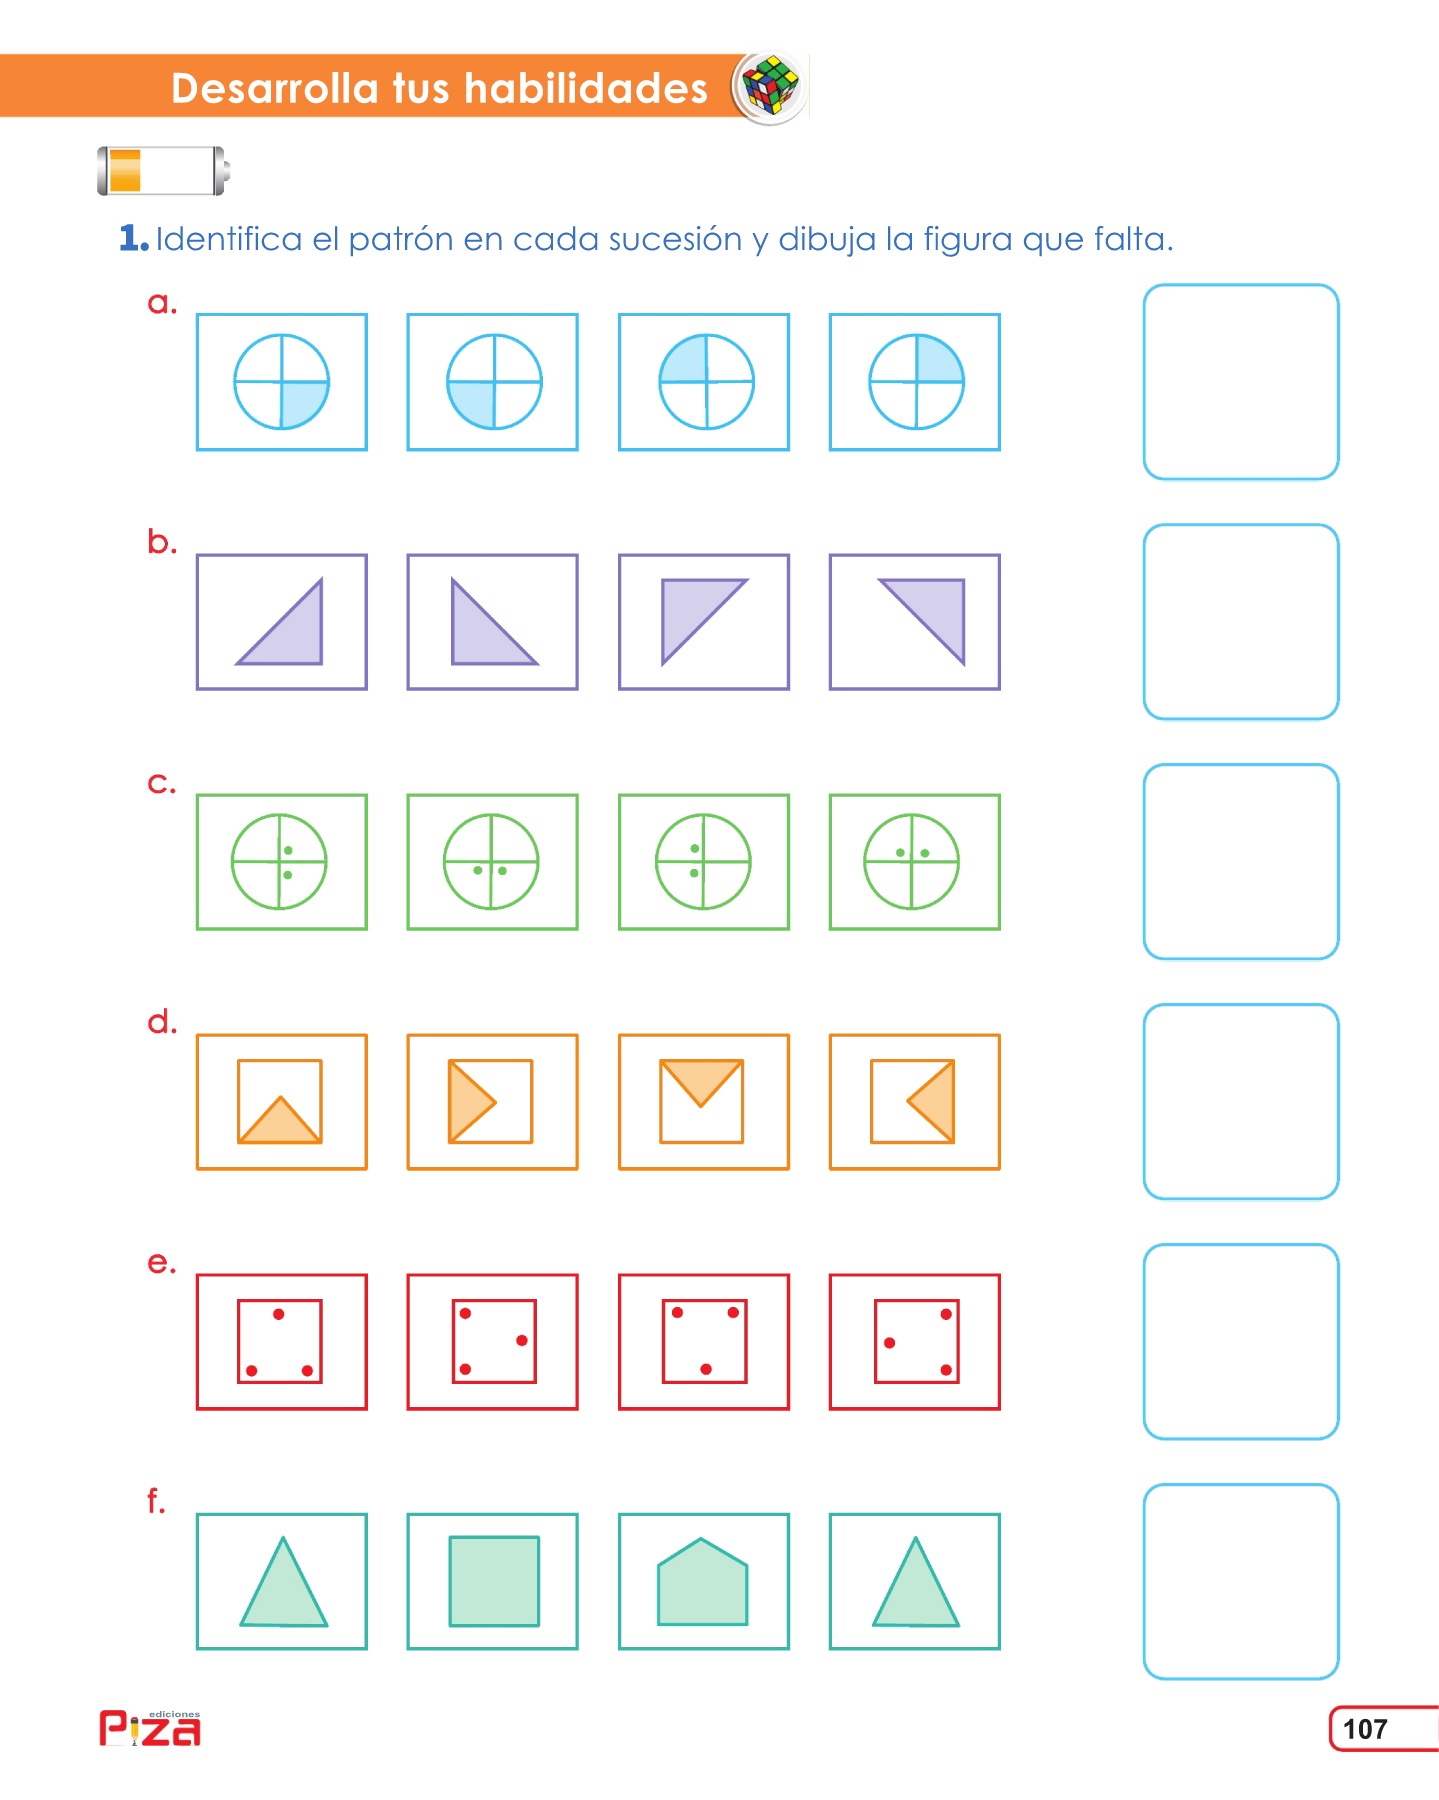 Desarrolla tus habilidades
1. Identifica el patrón en cada sucesión y dibuja la figura que falta.
a.
b.
c.
d.
e.
f.
ediciones
Piza
107